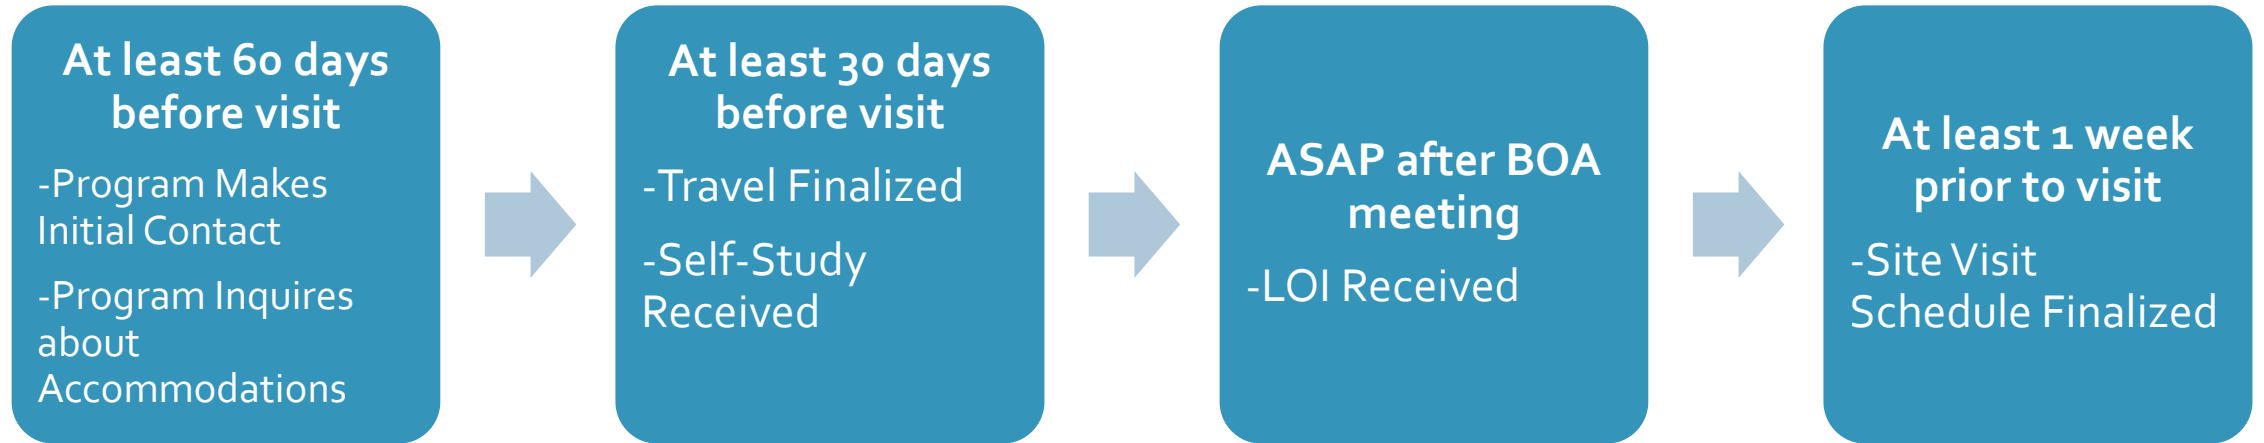 At least 60 days
before visit
-Program Makes
Initial Contact
-Program Inquires
about
Accommodations
At least 30 days
before visit
-Travel Finalized
-Self-Study
Received
ASAP after BOA
meeting
-LOI Received
At least 1 week
prior to visit
-Site Visit
Schedule Finalized